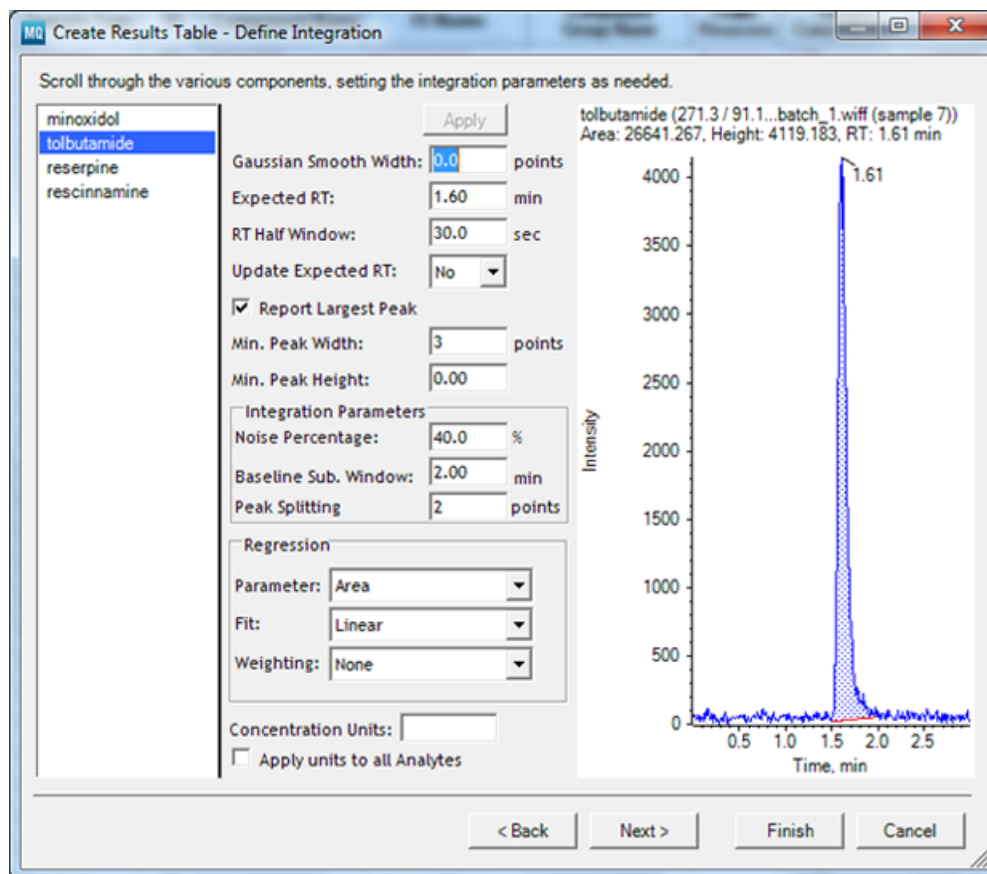 MQ Create Results Table - Define Integration
Scroll through the various components, setting the integration parameters as needed.
minoxidol
tolbutamide
reserpine
rescinnamine
Apply
Gaussian Smooth Width: 0.0 points
Expected RT: 1.60 min
RT Half Window: 30.0 sec
Update Expected RT: No
Report Largest Peak
Min. Peak Width: 3 points
Min. Peak Height: 0.00
Integration Parameters
Noise Percentage: 40.0 %
Baseline Sub. Window: 2.00 min
Peak Splitting 2 points
Regression
Parameter: Area
Fit: Linear
Weighting: None
Concentration Units:
Apply units to all Analytes
tolbutamide (271.3 / 91.1...batch_1.wiff (sample 7))
Area: 26641.267, Height: 4119.183, RT: 1.61 min
1.61
4000
3500
3000
2500
2000
1500
1000
500
0
Intensity
0.5 1.0 1.5 2.0 2.5
Time, min
< Back Next > Finish Cancel